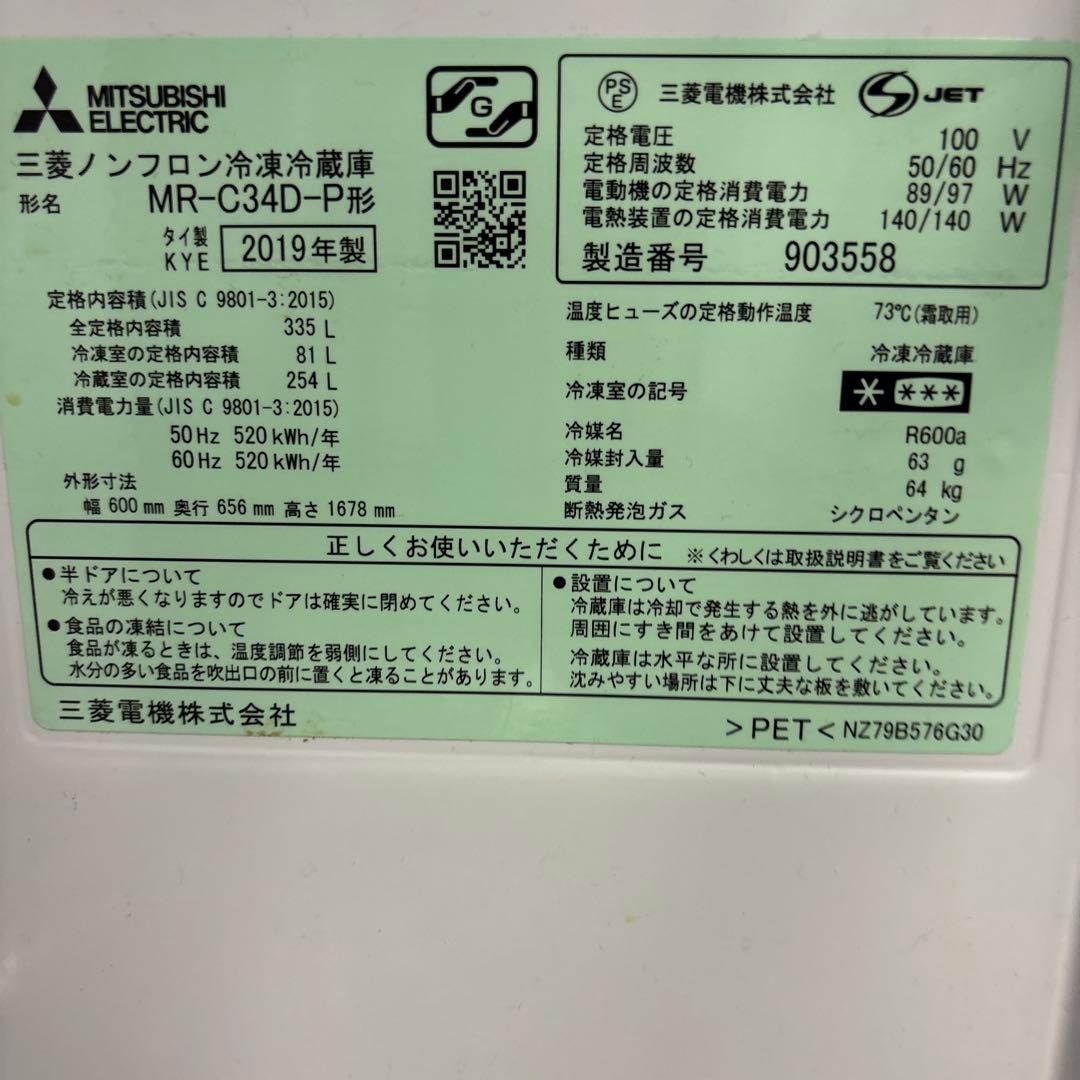 MITSUBISHI
ELECTRIC
G
三菱ノンフロン冷凍冷蔵庫
形名 MR-C34D-P形
タイ製
KYE
2019年製
PSE 三菱電機株式会社 JET
定格電圧 100 V
定格周波数 50/60 Hz
電動機の定格消費電力 89/97 W
電熱装置の定格消費電力 140/140 W
製造番号 903558
定格内容積(JIS C 9801-3:2015)
全定格内容積 335 L
冷凍室の定格内容積 81 L
冷蔵室の定格内容積 254 L
消費電力量(JIS C 9801-3:2015)
50Hz 520kWh/年
60Hz 520kWh/年
外形寸法
幅600mm 奥行656mm 高さ1678mm
温度ヒューズの定格動作温度 73℃(霜取用)
種類 冷凍冷蔵庫
冷凍室の記号 * ***
冷媒名 R600a
冷媒封入量 63 g
質量 64 kg
断熱発泡ガス シクロペンタン
正しくお使いいただくために ※くわしくは取扱説明書をご覧ください
●半ドアについて
冷えが悪くなりますのでドアは確実に閉めてください。
●食品の凍結について
食品が凍るときは、温度調節を弱側にしてください。
水分の多い食品を吹出口の前に置くと凍ることがあります。
●設置について
冷蔵庫は冷却で発生する熱を外に逃がしています。
周囲にすき間をあけて設置してください。
冷蔵庫は水平な所に設置してください。
沈みやすい場所は下に丈夫な板を敷いてください。
三菱電機株式会社
>PET< NZ79B576G30